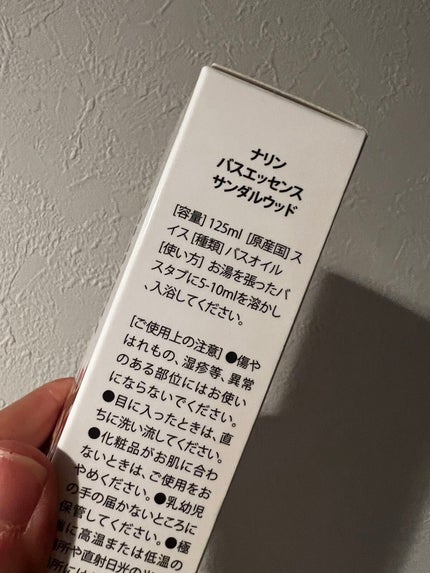 ナリン
バスエッセンス
サンダルウッド
[容量] 125ml [原産国] ス
イス [種類] バスオイル
[使い方] お湯を張ったバ
スタブに5-10mlを溶かし
、入浴してください。
[ご使用上の注意] ●傷や
はれもの、湿疹等、異常
のある部位にはお使い
にならないでください。
●目に入ったときは、直
ちに洗い流してください。
●化粧品がお肌に合わ
ないときは、ご使用をお
やめください。●乳幼児
の手の届かないところに
保管してください。●極
端に高温または低温の
場所や直射日光の